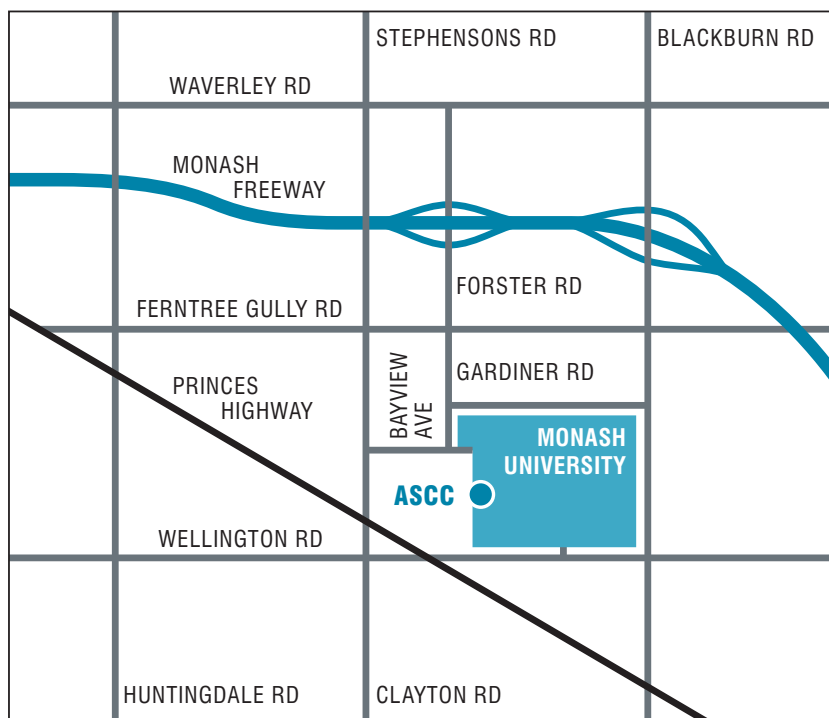 STEPHENSONS RD
BLACKBURN RD
WAVERLEY RD
MONASH
FREEWAY
FORSTER RD
FERNTREE GULLY RD
BAYVIEW
AVE
GARDINER RD
PRINCES
HIGHWAY
MONASH
UNIVERSITY
ASCC
WELLINGTON RD
HUNTINGDALE RD
CLAYTON RD